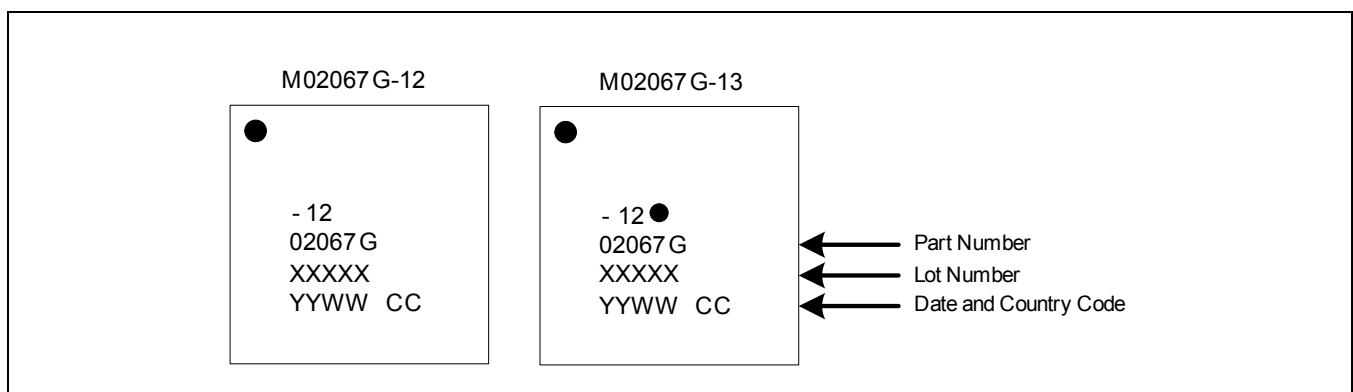 M02067G-12
M02067G-13
- 12
02067G
XXXXX
YYWW CC
- 12
02067G
XXXXX
YYWW CC
Part Number
Lot Number
Date and Country Code